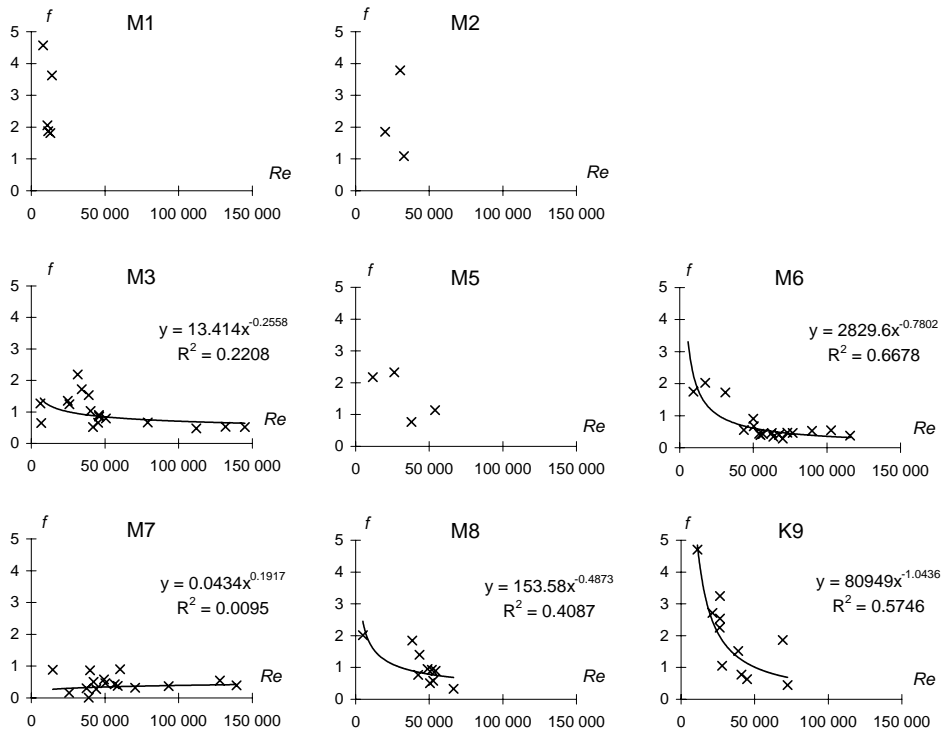 f M1
5
4
3
2
1
0
Re
0 50 000 100 000 150 000
f M2
5
4
3
2
1
0
Re
0 50 000 100 000 150 000
f M3
5
4
3
2
1
0
y = 13.414x^-0.2558
R² = 0.2208
Re
0 50 000 100 000 150 000
f M5
5
4
3
2
1
0
Re
0 50 000 100 000 150 000
f M6
5
4
3
2
1
0
y = 2829.6x^-0.7802
R² = 0.6678
Re
0 50 000 100 000 150 000
f M7
5
4
3
2
1
0
y = 0.0434x^0.1917
R² = 0.0095
Re
0 50 000 100 000 150 000
f M8
5
4
3
2
1
0
y = 153.58x^-0.4873
R² = 0.4087
Re
0 50 000 100 000 150 000
f K9
5
4
3
2
1
0
y = 80949x^-1.0436
R² = 0.5746
Re
0 50 000 100 000 150 000